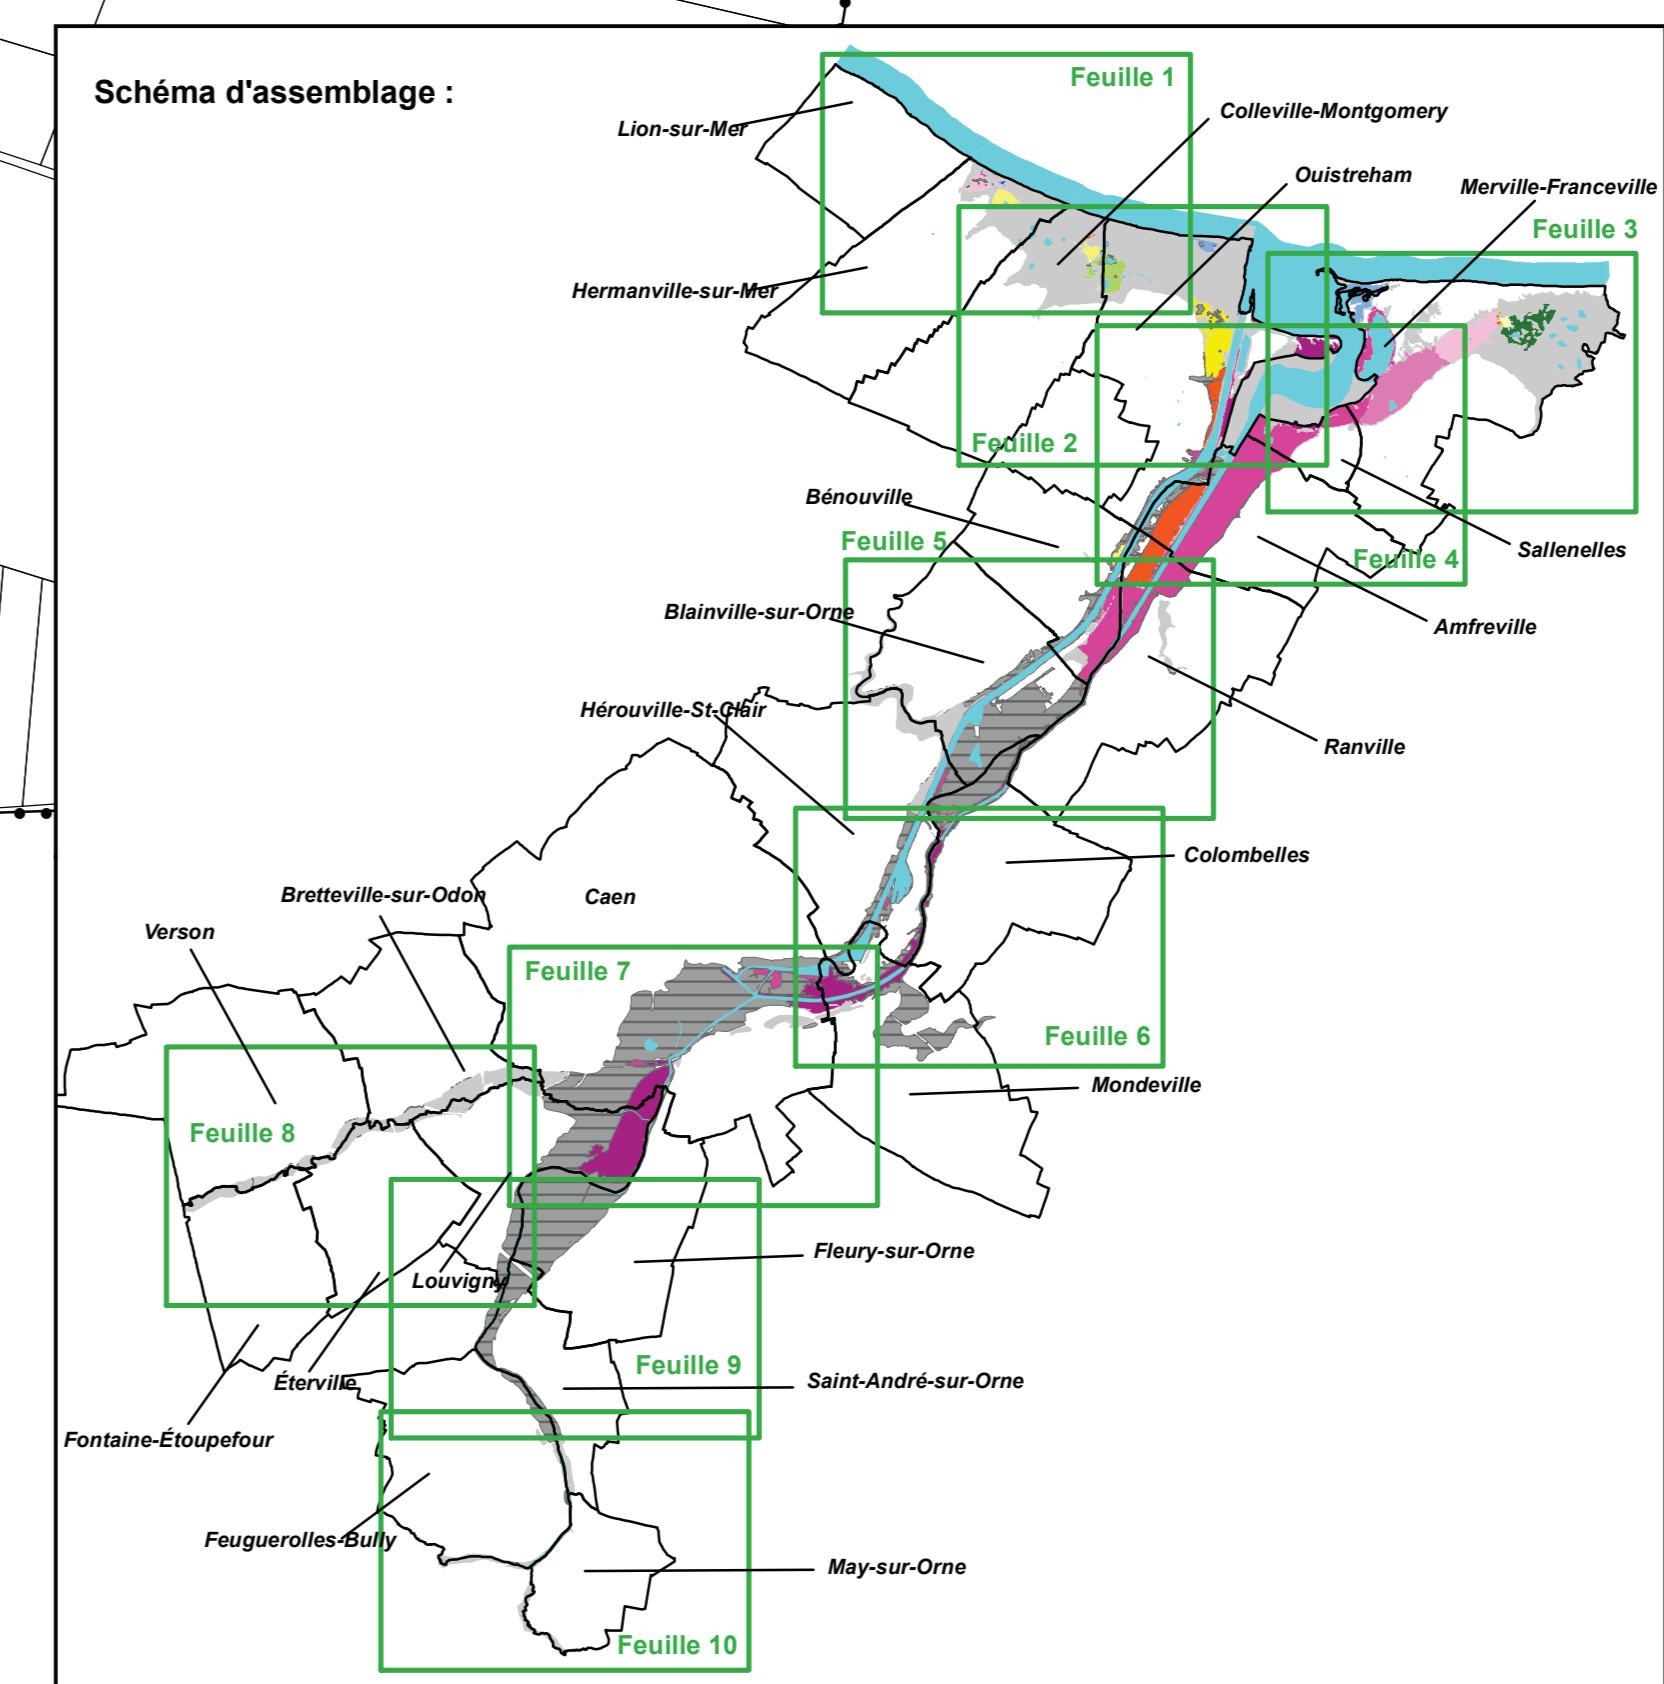 Schéma d'assemblage :
Feuille 1
Colleville-Montgomery
Lion-sur-Mer
Ouistreham
Merville-Franceville
Feuille 3
Hermanville-sur-Mer
Feuille 2
Bénouville
Feuille 5
Sallenelles
Feuille 4
Blainville-sur-Orne
Amfreville
Hérouville-St-Clair
Ranville
Colombelles
Bretteville-sur-Odon
Caen
Verson
Feuille 7
Feuille 6
Mondeville
Feuille 8
Fleury-sur-Orne
Louvigny
Feuille 9
Éterville
Saint-André-sur-Orne
Fontaine-Étoupefour
Feuguerolles-Bully
May-sur-Orne
Feuille 10